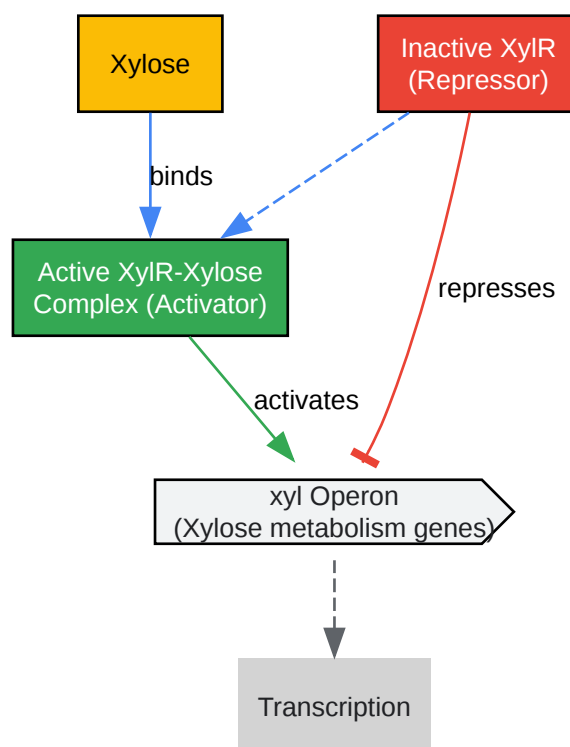 Xylose
Inactive XylR
(Repressor)
binds
Active XylR-Xylose
Complex (Activator)
represses
activates
xyl Operon
(Xylose metabolism genes)
Transcription